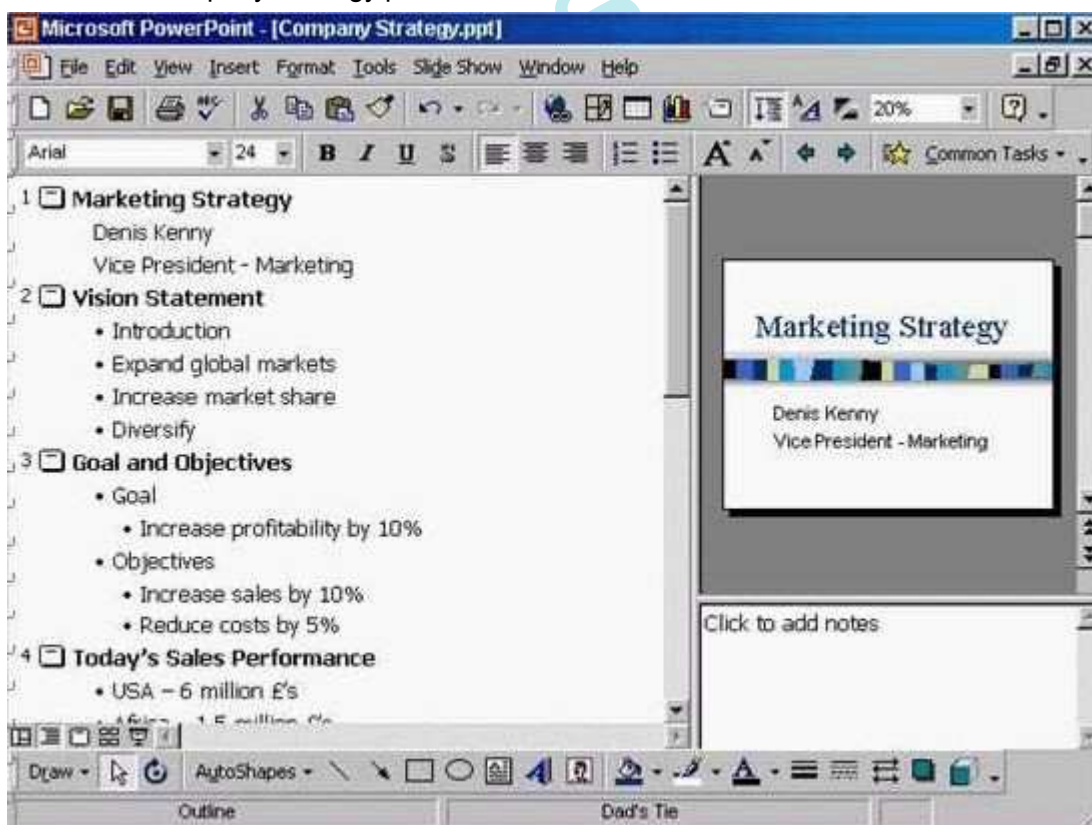 Microsoft PowerPoint - [Company Strategy.ppt]
File Edit View Insert Format Tools Slide Show Window Help
20%
Arial 24 B I U S A A Common Tasks
1 Marketing Strategy
Denis Kenny
Vice President - Marketing
2 Vision Statement
• Introduction
• Expand global markets
• Increase market share
• Diversify
3 Goal and Objectives
• Goal
• Increase profitability by 10%
• Objectives
• Increase sales by 10%
• Reduce costs by 5%
4 Today's Sales Performance
• USA – 6 million £'s
Marketing Strategy
Denis Kenny
Vice President - Marketing
Click to add notes
Draw AutoShapes
Outline Dad's Tie